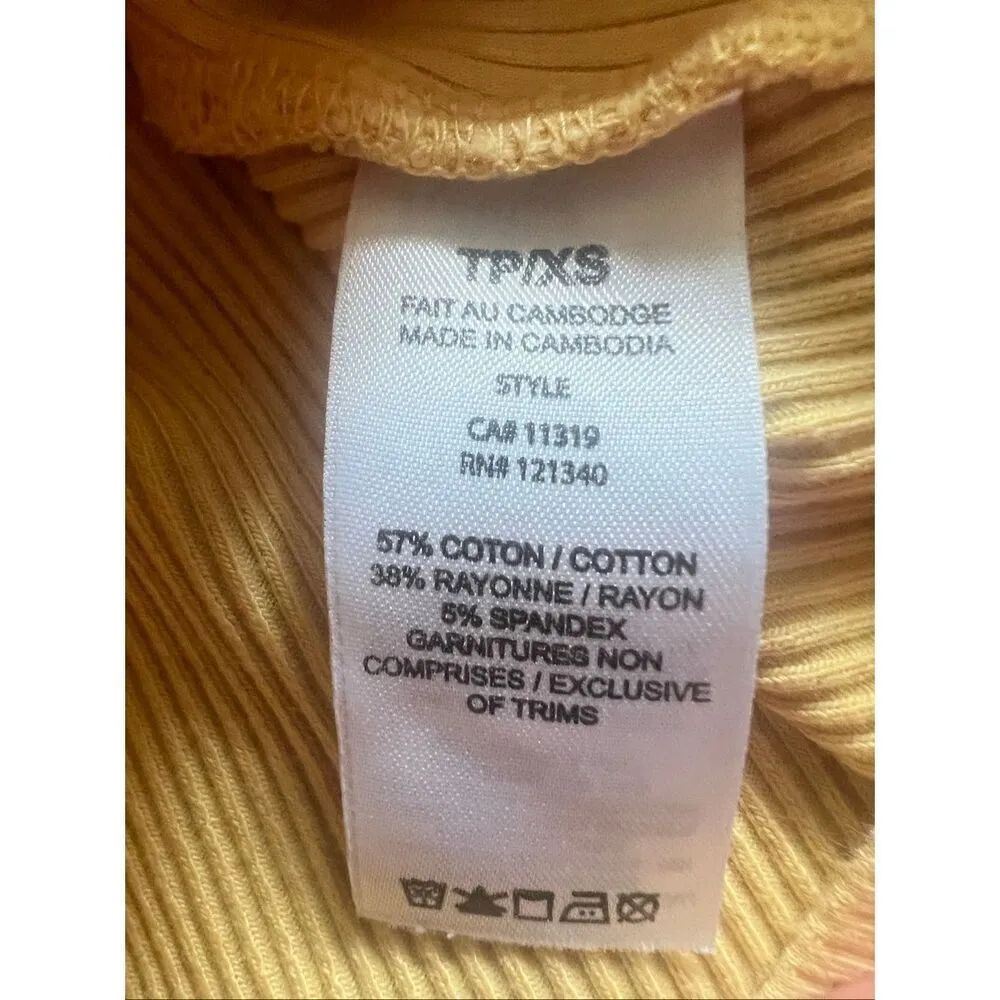 TP/XS
FAIT AU CAMBODGE
MADE IN CAMBODIA
STYLE
CA# 11319
RN# 121340
57% COTON / COTTON
38% RAYONNE / RAYON
5% SPANDEX
GARNITURES NON
COMPRISES / EXCLUSIVE
OF TRIMS